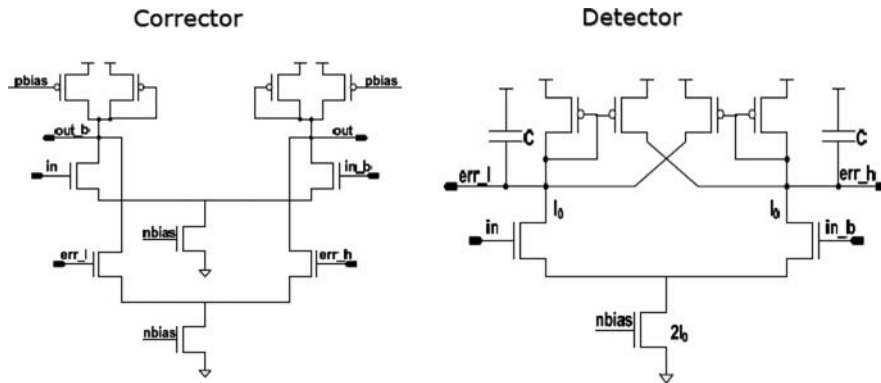 Corrector
Detector
pbias
pbias
out_b
out
in
in_b
nbias
err_l
err_h
nbias
C
C
err_l
err_h
I₀
I₀
in
in_b
nbias
2I₀